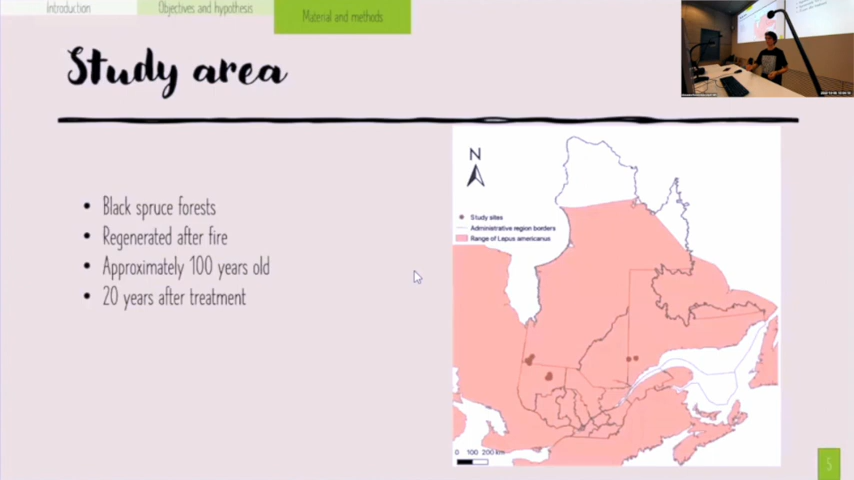 Introduction
Objectives and hypothesis
Material and methods
Study area
Black spruce forests
Regenerated after fire
Approximately 100 years old
20 years after treatment
N
Study sites
Administrative region borders
Range of Lepus americanus
0 100 200 km
5